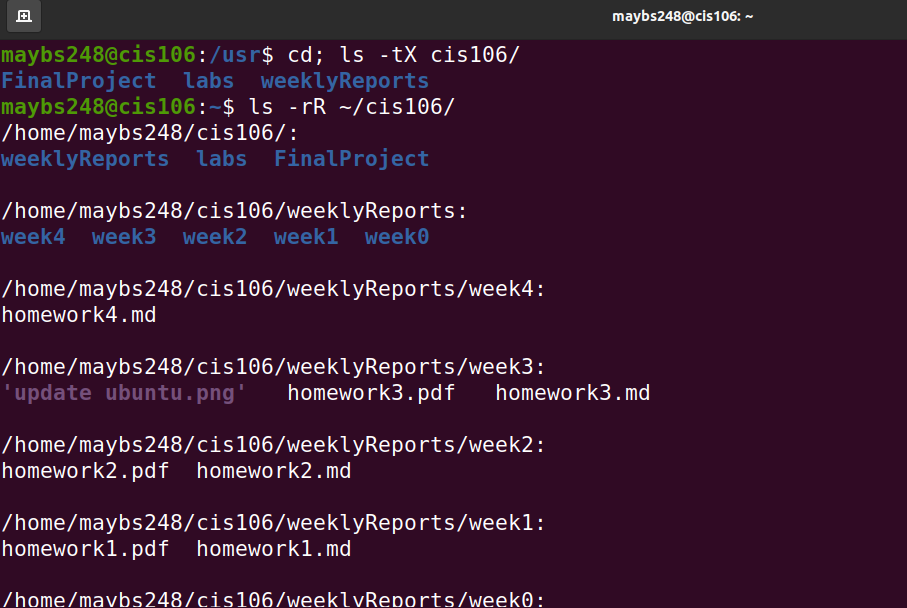 maybs248@cis106: ~
maybs248@cis106:/usr$ cd; ls -tX cis106/
FinalProject  labs  weeklyReports
maybs248@cis106:~$ ls -rR ~/cis106/
/home/maybs248/cis106/:
weeklyReports  labs  FinalProject

/home/maybs248/cis106/weeklyReports:
week4  week3  week2  week1  week0

/home/maybs248/cis106/weeklyReports/week4:
homework4.md

/home/maybs248/cis106/weeklyReports/week3:
'update ubuntu.png'   homework3.pdf   homework3.md

/home/maybs248/cis106/weeklyReports/week2:
homework2.pdf  homework2.md

/home/maybs248/cis106/weeklyReports/week1:
homework1.pdf  homework1.md

/home/maybs248/cis106/weeklyReports/week0: